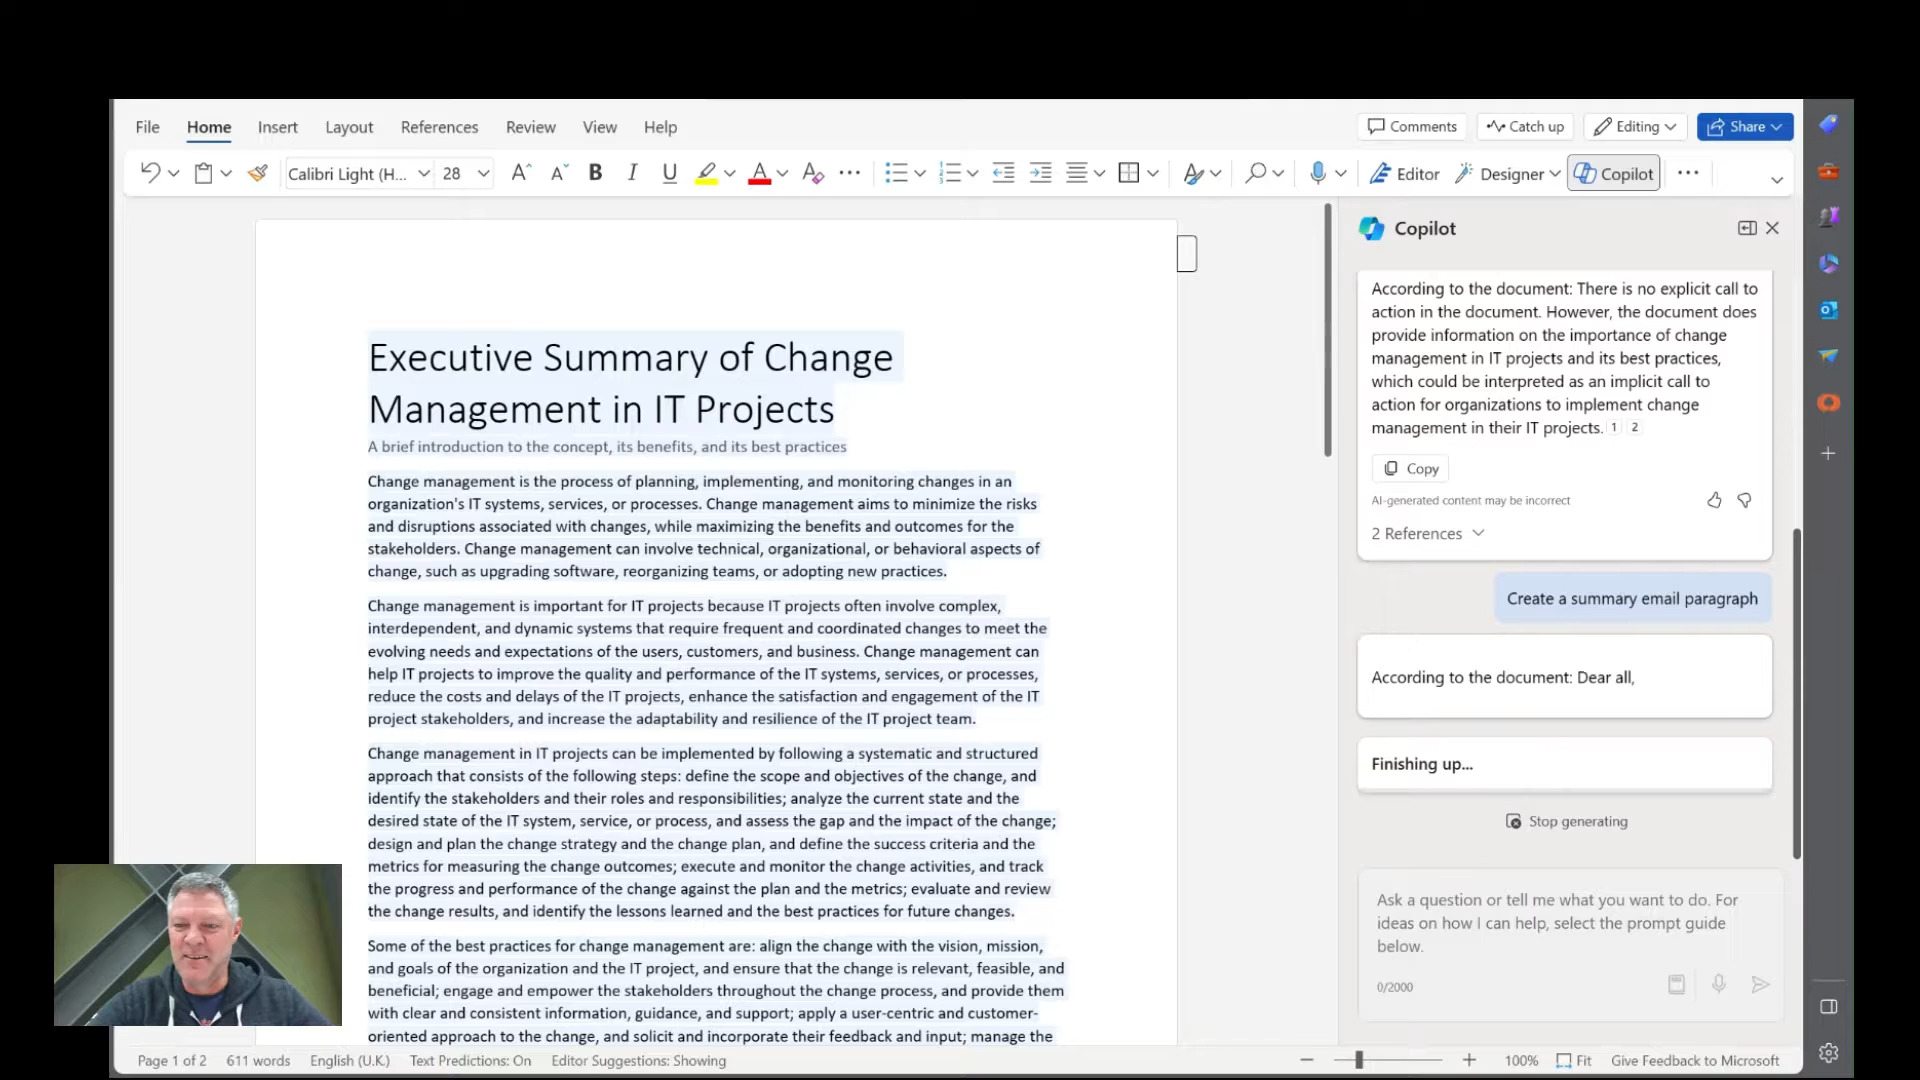 File Home Insert Layout References Review View Help
Comments Catch up Editing Share
Calibri Light (H... 28 B I U A Editor Designer Copilot
Executive Summary of Change
Management in IT Projects
A brief introduction to the concept, its benefits, and its best practices
Change management is the process of planning, implementing, and monitoring changes in an
organization's IT systems, services, or processes. Change management aims to minimize the risks
and disruptions associated with changes, while maximizing the benefits and outcomes for the
stakeholders. Change management can involve technical, organizational, or behavioral aspects of
change, such as upgrading software, reorganizing teams, or adopting new practices.
Change management is important for IT projects because IT projects often involve complex,
interdependent, and dynamic systems that require frequent and coordinated changes to meet the
evolving needs and expectations of the users, customers, and business. Change management can
help IT projects to improve the quality and performance of the IT systems, services, or processes,
reduce the costs and delays of the IT projects, enhance the satisfaction and engagement of the IT
project stakeholders, and increase the adaptability and resilience of the IT project team.
Change management in IT projects can be implemented by following a systematic and structured
approach that consists of the following steps: define the scope and objectives of the change, and
identify the stakeholders and their roles and responsibilities; analyze the current state and the
desired state of the IT system, service, or process, and assess the gap and the impact of the change;
design and plan the change strategy and the change plan, and define the success criteria and the
metrics for measuring the change outcomes; execute and monitor the change activities, and track
the progress and performance of the change against the plan and the metrics; evaluate and review
the change results, and identify the lessons learned and the best practices for future changes.
Some of the best practices for change management are: align the change with the vision, mission,
and goals of the organization and the IT project, and ensure that the change is relevant, feasible, and
beneficial; engage and empower the stakeholders throughout the change process, and provide them
with clear and consistent information, guidance, and support; apply a user-centric and customer-
oriented approach to the change, and solicit and incorporate their feedback and input; manage the
Copilot
According to the document: There is no explicit call to
action in the document. However, the document does
provide information on the importance of change
management in IT projects and its best practices,
which could be interpreted as an implicit call to
action for organizations to implement change
management in their IT projects. 1 2
Copy
AI-generated content may be incorrect
2 References
Create a summary email paragraph
According to the document: Dear all,
Finishing up...
Stop generating
Ask a question or tell me what you want to do. For
ideas on how I can help, select the prompt guide
below.
0/2000
Page 1 of 2 611 words English (U.K.) Text Predictions: On Editor Suggestions: Showing 100% Fit Give Feedback to Microsoft